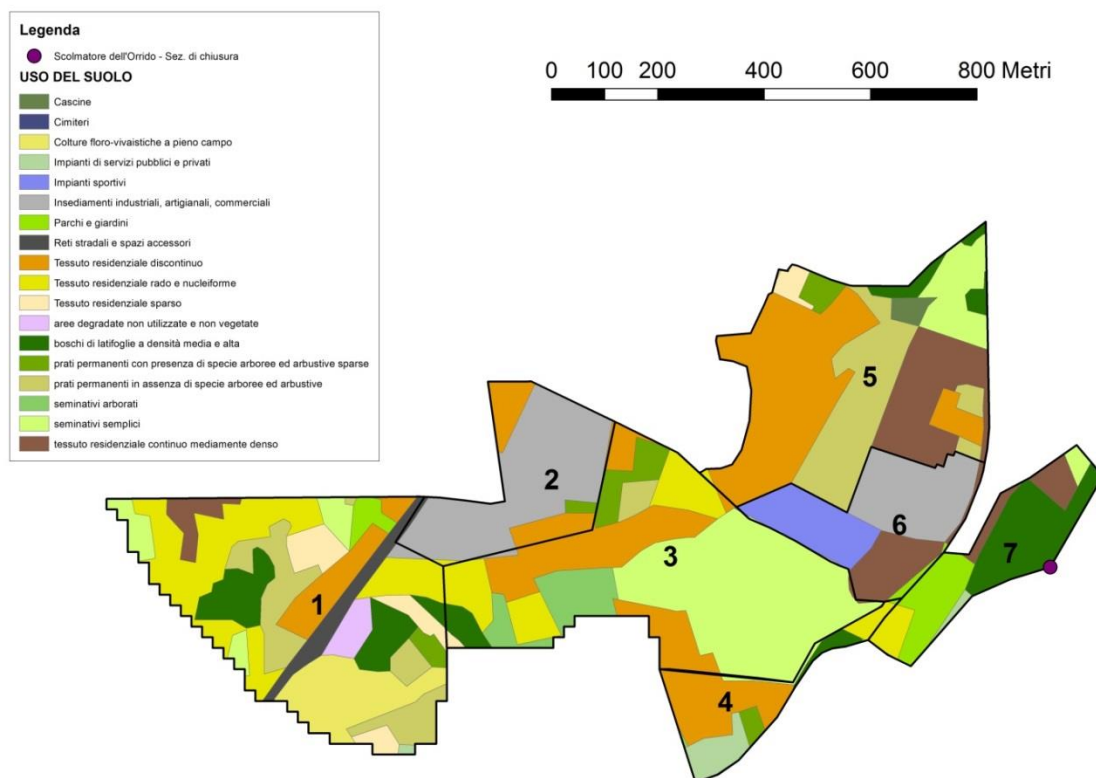 Legenda
Scolmatore dell'Orrido - Sez. di chiusura
USO DEL SUOLO
Cascine
Cimiteri
Colture floro-vivaistiche a pieno campo
Impianti di servizi pubblici e privati
Impianti sportivi
Insediamenti industriali, artigianali, commerciali
Parchi e giardini
Reti stradali e spazi accessori
Tessuto residenziale discontinuo
Tessuto residenziale rado e nucleiforme
Tessuto residenziale sparso
aree degradate non utilizzate e non vegetate
boschi di latifoglie a densità media e alta
prati permanenti con presenza di specie arboree ed arbustive sparse
prati permanenti in assenza di specie arboree ed arbustive
seminativi arborati
seminativi semplici
tessuto residenziale continuo mediamente denso
0 100 200 400 600 800 Metri
5
2
6
3
7
1
4